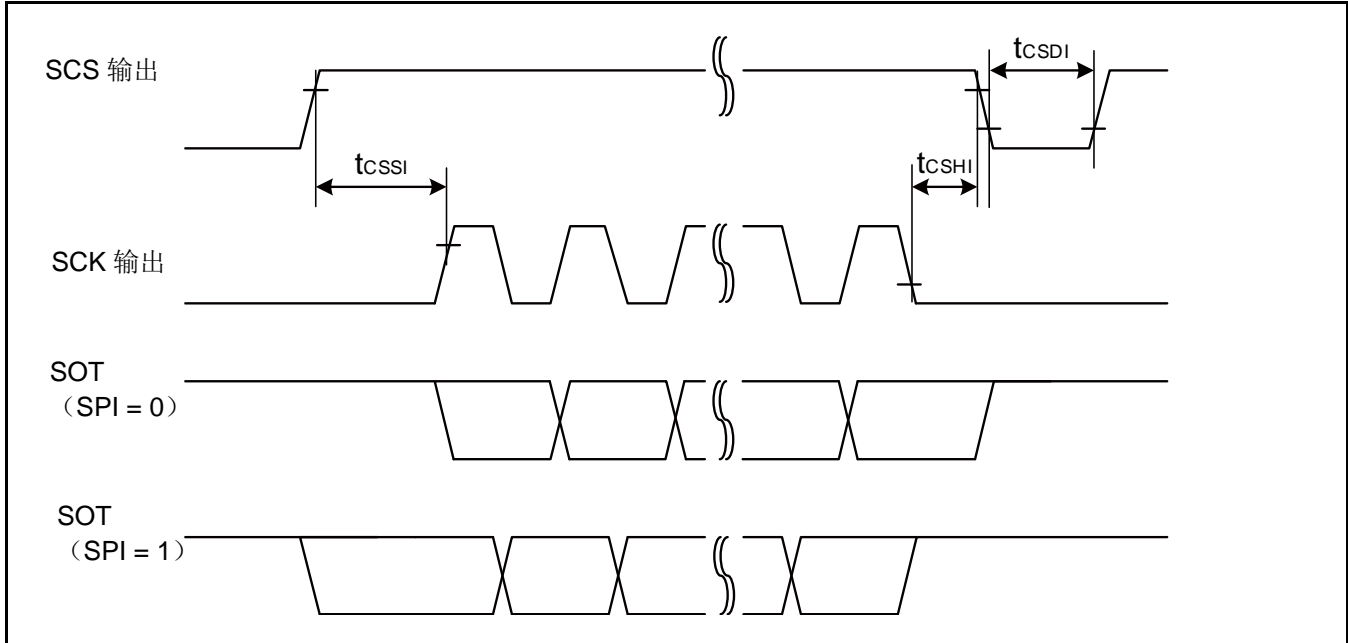 SCS 输出
tCSDI
tCSSI
tCSHI
SCK 输出
SOT
（SPI = 0）
SOT
（SPI = 1）